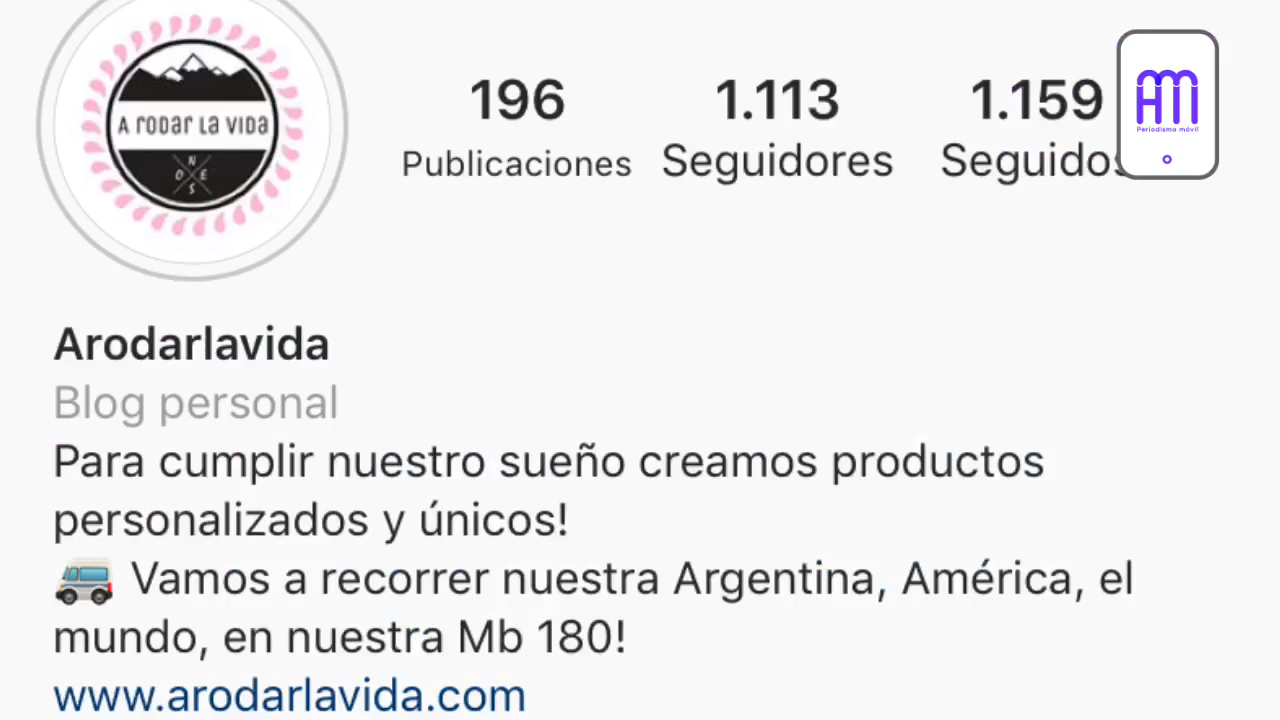 A rodar la vida
N
O E
S
196
1.113
1.159
Publicaciones
Seguidores
Seguidos
AM
Periodismo móvil
Arodarlavida
Blog personal
Para cumplir nuestro sueño creamos productos
personalizados y únicos!
🚐 Vamos a recorrer nuestra Argentina, América, el
mundo, en nuestra Mb 180!
www.arodarlavida.com